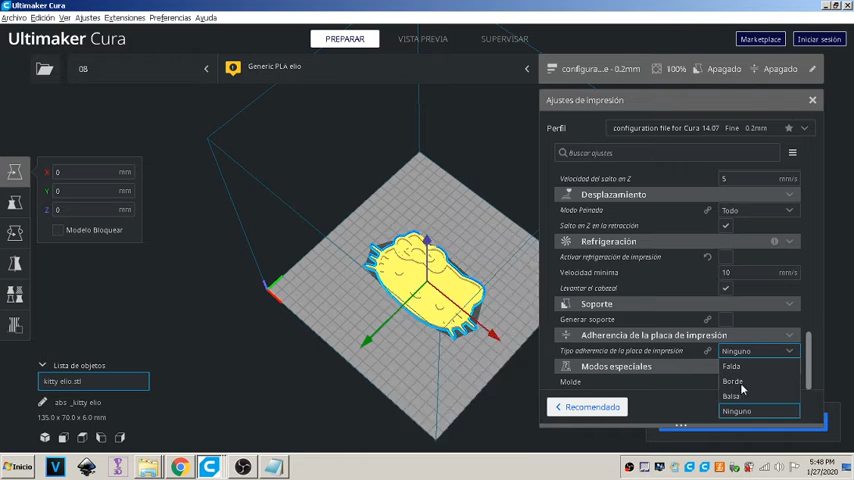 Ultimaker Cura
Archivo Edición Ver Ajustes Extensiones Preferencias Ayuda
Ultimaker Cura
PREPARAR
VISTA PREVIA
SUPERVISAR
Marketplace
Iniciar sesión
08
Generic PLA elio
configura...e - 0.2mm
100%
Apagado
Apagado
Ajustes de impresión
Perfil
configuration file for Cura 14.07 Fine 0.2mm
Buscar ajustes
Velocidad del salto en Z 5 mm/s
Desplazamiento
Modo Peinada Todo
Salto en Z en la retracción
Refrigeración
Activar refrigeración de impresión
Velocidad mínima 10 mm/s
Levantar el cabezal
Soporte
Generar soporte
Adherencia de la placa de impresión
Tipo adherencia de la placa de impresión Ninguno
Falda
Modos especiales
Borde
Molde
Balsa
Ninguno
Recomendado
X 0 mm
Y 0 mm
Z 0 mm
Modelo Bloquear
Lista de objetos
kitty elio.stl
abs _kitty elio
135.0 x 70.0 x 6.0 mm
Inicio
5:48 PM
1/27/2020